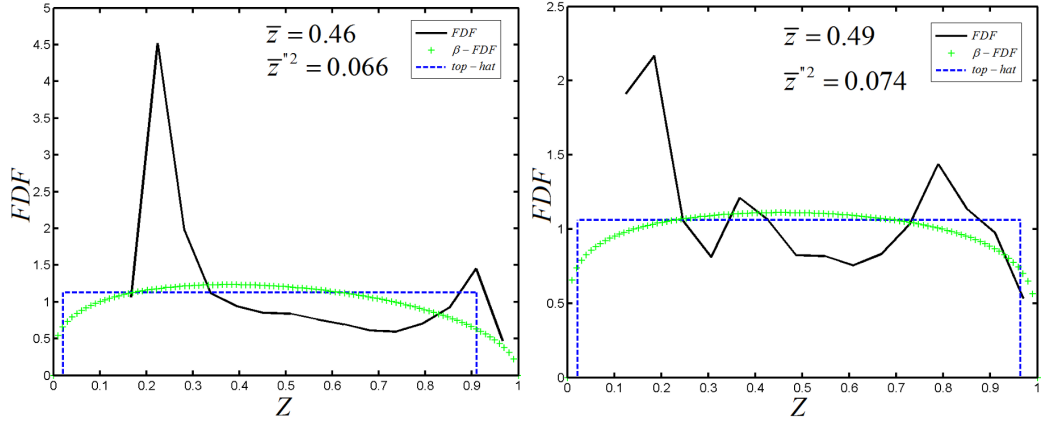 5
4.5
4
3.5
3
2.5
2
1.5
1
0.5
0
FDF
z̅ = 0.46
z̅"² = 0.066
FDF
β − FDF
top − hat
0 0.1 0.2 0.3 0.4 0.5 0.6 0.7 0.8 0.9 1
Z
2.5
2
1.5
1
0.5
0
FDF
z̅ = 0.49
z̅"² = 0.074
FDF
β − FDF
top − hat
0.1 0.2 0.3 0.4 0.5 0.6 0.7 0.8 0.9 1
Z